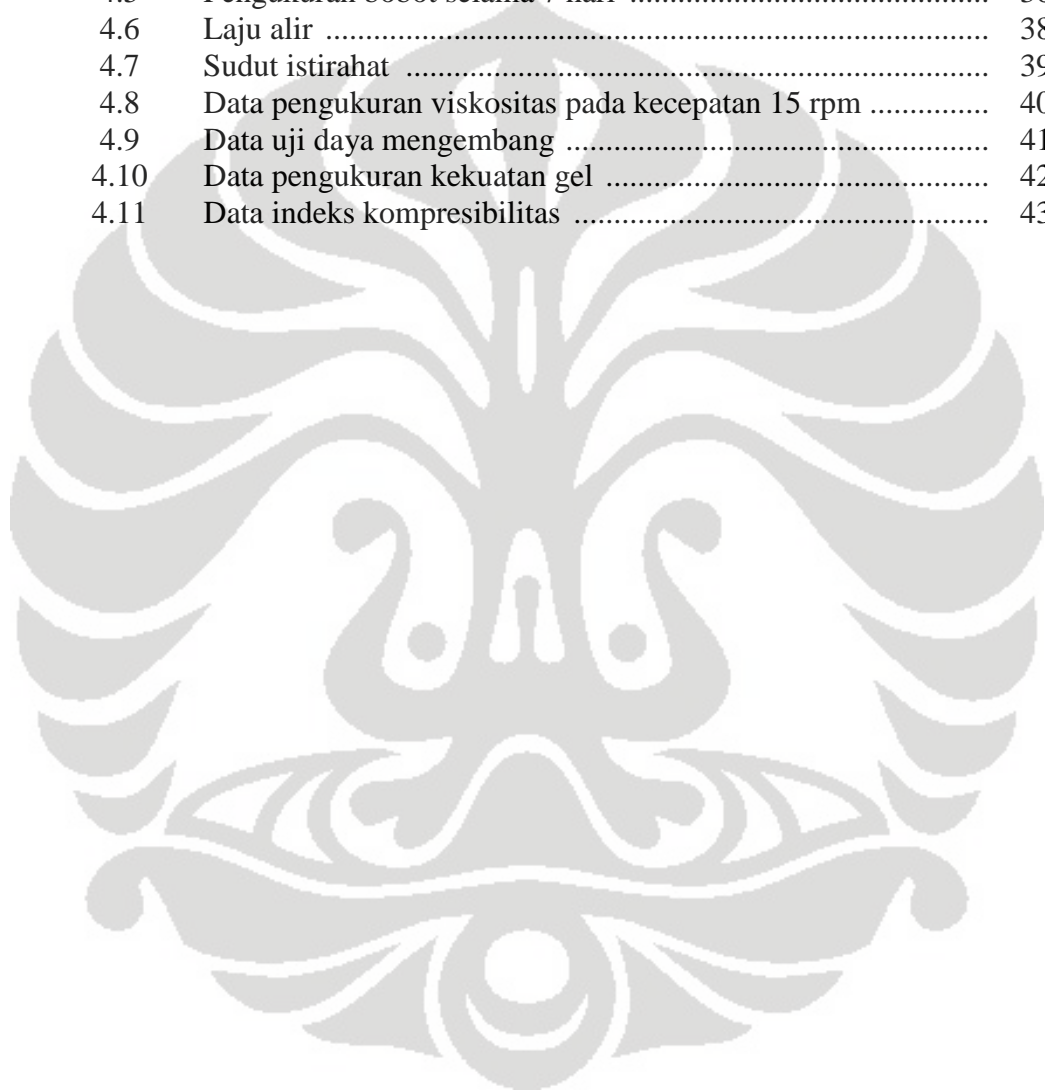 4.6 Laju alir ........................................................................................ 38
4.7 Sudut istirahat ............................................................................. 39
4.8 Data pengukuran viskositas pada kecepatan 15 rpm ................ 40
4.9 Data uji daya mengembang ........................................................ 41
4.10 Data pengukuran kekuatan gel ................................................... 42
4.11 Data indeks kompresibilitas ....................................................... 43